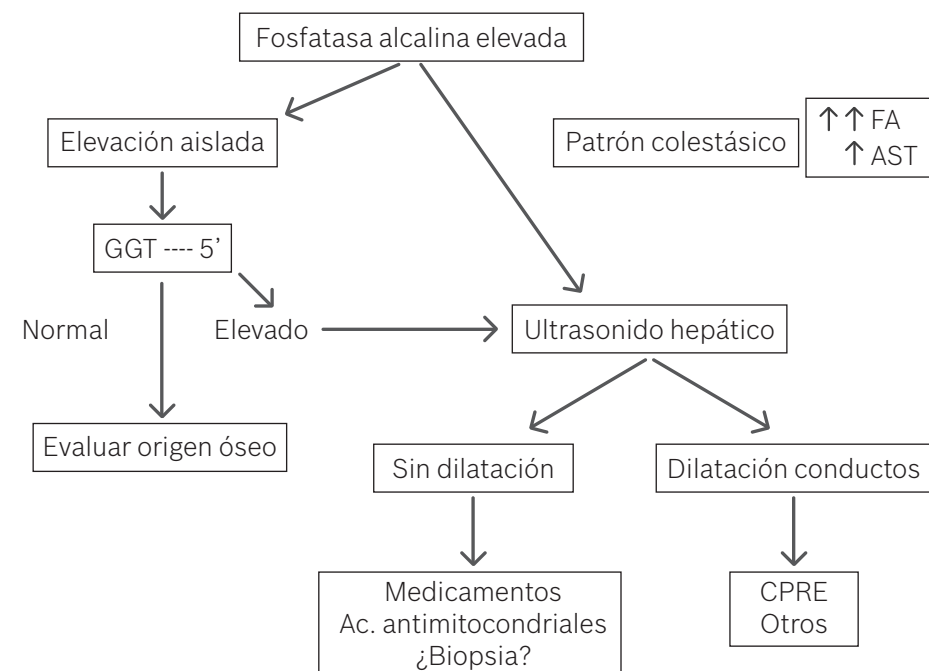 Fosfatasa alcalina elevada
Elevación aislada
Patrón colestásico
↑↑ FA
↑ AST
GGT ---- 5’
Normal
Elevado
Ultrasonido hepático
Evaluar origen óseo
Sin dilatación
Dilatación conductos
Medicamentos
Ac. antimitocondriales
¿Biopsia?
CPRE
Otros